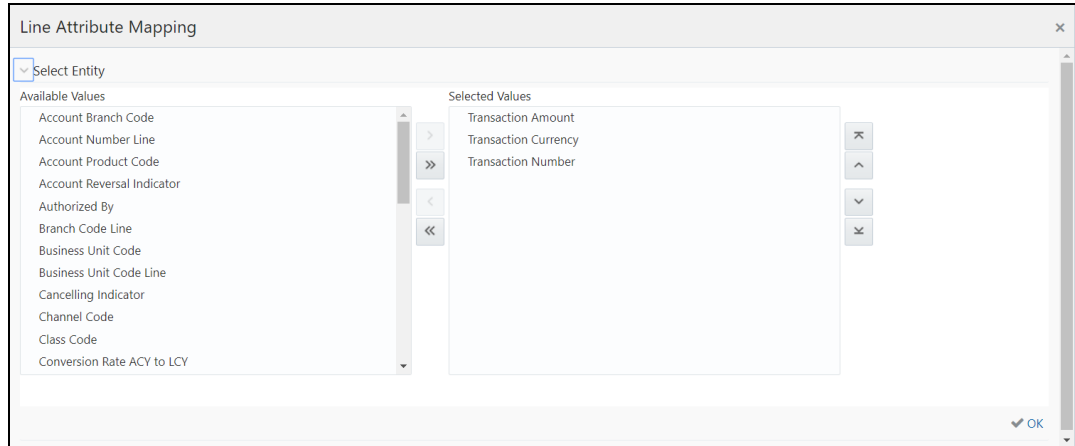 Line Attribute Mapping
Select Entity
Available Values
Account Branch Code
Account Number Line
Account Product Code
Account Reversal Indicator
Authorized By
Branch Code Line
Business Unit Code
Business Unit Code Line
Cancelling Indicator
Channel Code
Class Code
Conversion Rate ACY to LCY
Selected Values
Transaction Amount
Transaction Currency
Transaction Number
OK